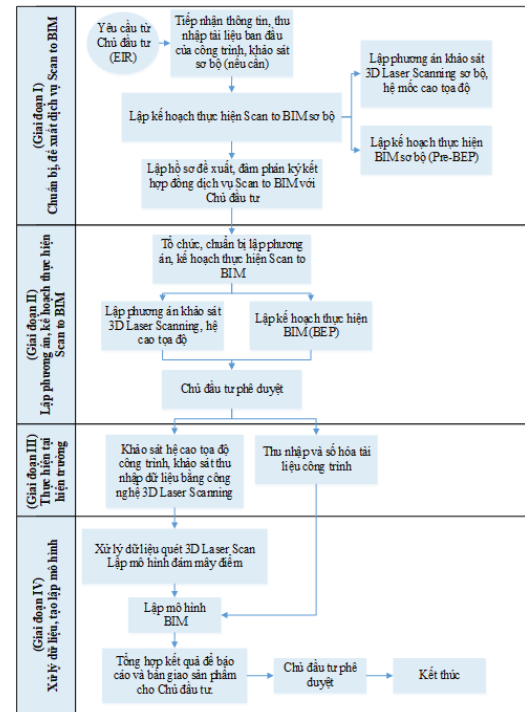 (Giai đoạn I)
Chuẩn bị, đề xuất dịch vụ Scan to BIM
Yêu cầu từ
Chủ đầu tư
(EIR)
Tiếp nhận thông tin, thu
nhập tài liệu ban đầu
của công trình, khảo sát
sơ bộ (nếu cần)
Lập kế hoạch thực hiện Scan to BIM sơ bộ
Lập phương án khảo sát
3D Laser Scanning sơ bộ,
hệ mốc cao tọa độ
Lập kế hoạch thực hiện
BIM sơ bộ (Pre-BEP)
Lập hồ sơ đề xuất, đàm phán ký kết
hợp đồng dịch vụ Scan to BIM với
Chủ đầu tư
(Giai đoạn II)
Lập phương án, kế hoạch thực hiện
Scan to BIM
Tổ chức, chuẩn bị lập phương
án, kế hoạch thực hiện Scan to
BIM
Lập phương án khảo sát
3D Laser Scanning, hệ
cao tọa độ
Lập kế hoạch thực hiện
BIM (BEP)
Chủ đầu tư phê duyệt
(Giai đoạn III)
Thực hiện tại
hiện trường
Khảo sát hệ cao tọa độ
công trình, khảo sát thu
nhập dữ liệu bằng công
nghệ 3D Laser Scanning
Thu nhập và số hóa tài
liệu công trình
(Giai đoạn IV)
Xử lý dữ liệu, tạo lập mô hình
Xử lý dữ liệu quét 3D Laser Scan
Lập mô hình đám mây điểm
Lập mô hình
BIM
Tổng hợp kết quả để báo
cáo và bàn giao sản phẩm
cho Chủ đầu tư.
Chủ đầu tư phê
duyệt
Kết thúc